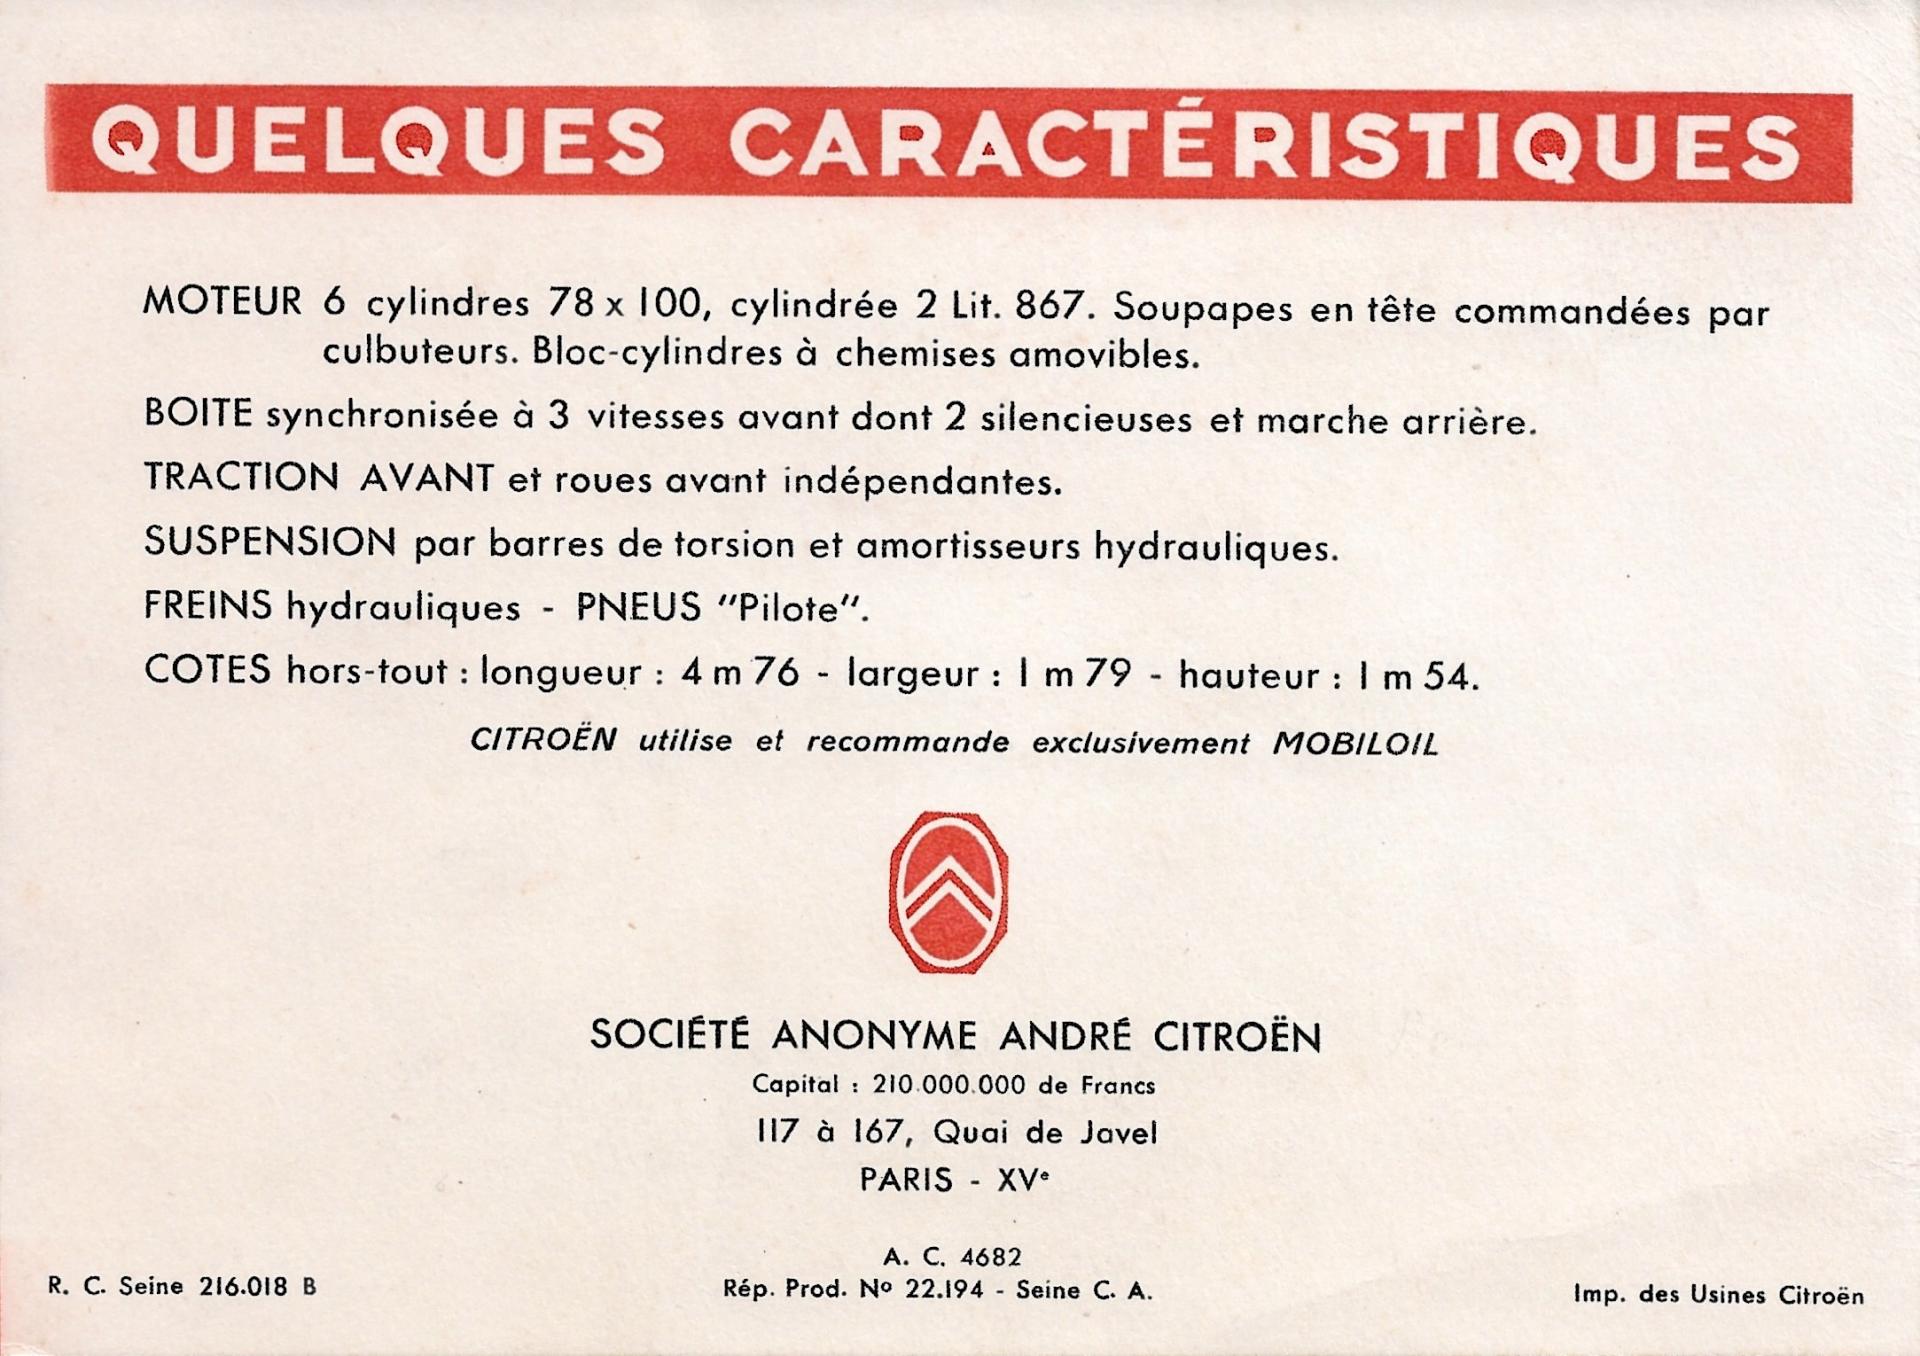 QUELQUES CARACTÉRISTIQUES
MOTEUR 6 cylindres 78 x 100, cylindrée 2 Lit. 867. Soupapes en tête commandées par
culbuteurs. Bloc-cylindres à chemises amovibles.
BOITE synchronisée à 3 vitesses avant dont 2 silencieuses et marche arrière.
TRACTION AVANT et roues avant indépendantes.
SUSPENSION par barres de torsion et amortisseurs hydrauliques.
FREINS hydrauliques - PNEUS "Pilote".
COTES hors-tout : longueur : 4 m 76 - largeur : 1 m 79 - hauteur : 1 m 54.
CITROËN utilise et recommande exclusivement MOBILOIL
SOCIÉTÉ ANONYME ANDRÉ CITROËN
Capital : 210.000.000 de Francs
117 à 167, Quai de Javel
PARIS - XVe
A. C. 4682
R. C. Seine 216.018 B
Rép. Prod. No 22.194 - Seine C. A.
Imp. des Usines Citroën